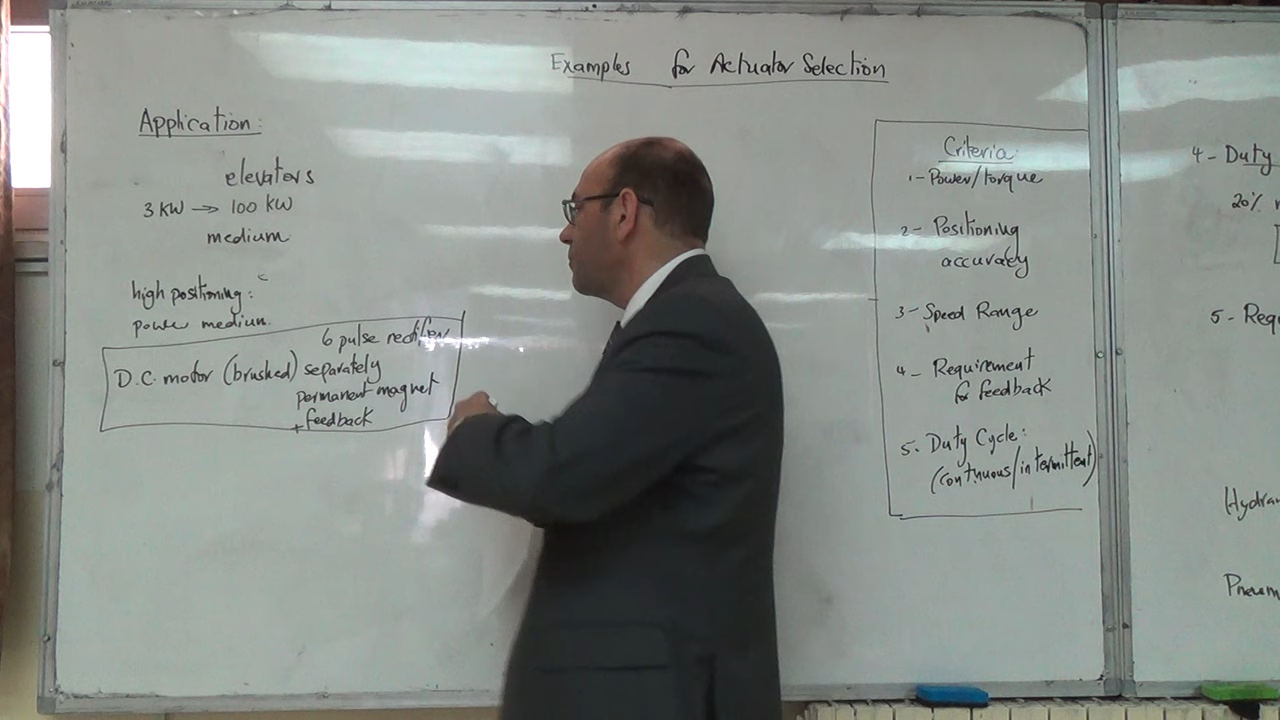 Examples for Actuator Selection
Application:
elevators
3 KW → 100 KW
medium
high positioning:
power medium.
6 pulse rectifier
D.C. motor (brushed) separately
permanent magnet
+ feedback
Criteria:
1- Power/torque
2- Positioning
accuracy
3- Speed Range
4- Requirement
for feedback
5. Duty Cycle:
(continuous/intermittent)
4- Duty
20%
5- Requ
Hydrau
Pneum